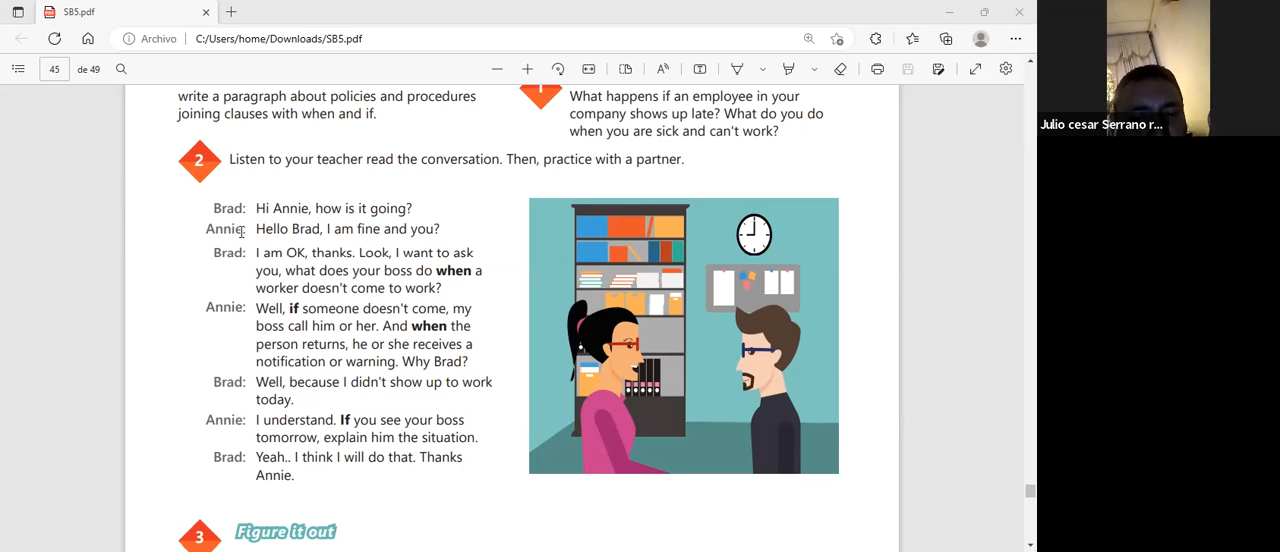 SB5.pdf
Archivo
C:/Users/home/Downloads/SB5.pdf
45
de 49
write a paragraph about policies and procedures
joining clauses with when and if.
1
What happens if an employee in your
company shows up late? What do you do
when you are sick and can't work?
2
Listen to your teacher read the conversation. Then, practice with a partner.
Brad: Hi Annie, how is it going?
Annie: Hello Brad, I am fine and you?
Brad: I am OK, thanks. Look, I want to ask
you, what does your boss do when a
worker doesn't come to work?
Annie: Well, if someone doesn't come, my
boss call him or her. And when the
person returns, he or she receives a
notification or warning. Why Brad?
Brad: Well, because I didn't show up to work
today.
Annie: I understand. If you see your boss
tomorrow, explain him the situation.
Brad: Yeah.. I think I will do that. Thanks
Annie.
3
Figure it out
Julio cesar Serrano r...